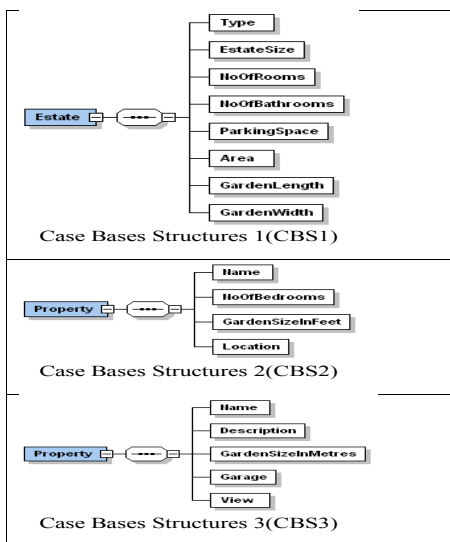 Type
EstateSize
NoOfRooms
NoOfBathrooms
Estate
ParkingSpace
Area
GardenLength
GardenWidth
Case Bases Structures 1(CBS1)
Name
NoOfBedrooms
Property
GardenSizeInFeet
Location
Case Bases Structures 2(CBS2)
Name
Description
Property
GardenSizeInMetres
Garage
View
Case Bases Structures 3(CBS3)